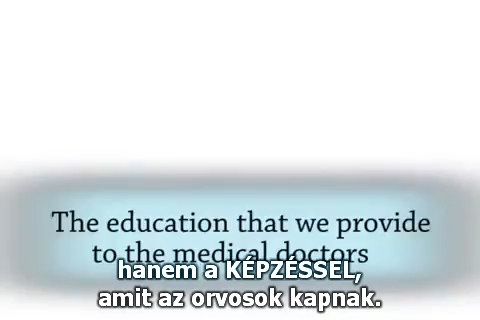 The education that we provide
to the medical doctors
hanem a KÉPZÉSSEL,
amit az orvosok kapnak.